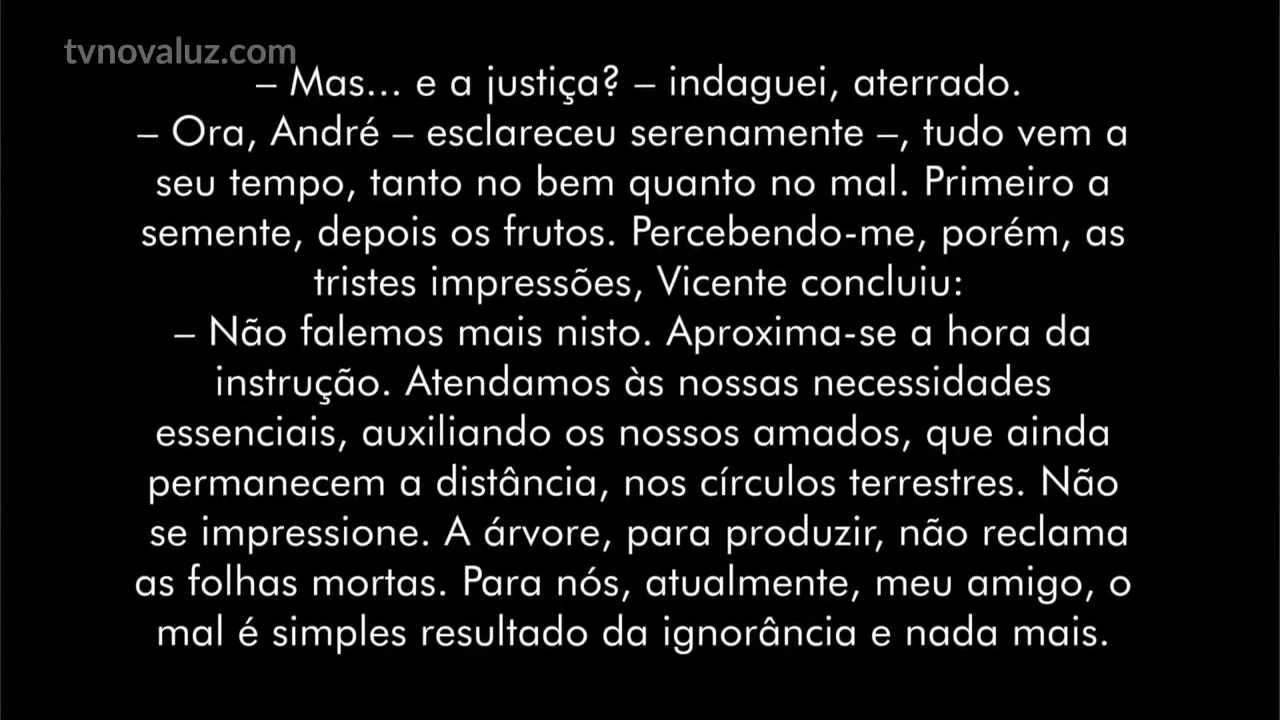 tvnovaluz.com
– Mas... e a justiça? – indaguei, aterrado.
– Ora, André – esclareceu serenamente –, tudo vem a
seu tempo, tanto no bem quanto no mal. Primeiro a
semente, depois os frutos. Percebendo-me, porém, as
tristes impressões, Vicente concluiu:
– Não falemos mais nisto. Aproxima-se a hora da
instrução. Atendamos às nossas necessidades
essenciais, auxiliando os nossos amados, que ainda
permanecem a distância, nos círculos terrestres. Não
se impressione. A árvore, para produzir, não reclama
as folhas mortas. Para nós, atualmente, meu amigo, o
mal é simples resultado da ignorância e nada mais.